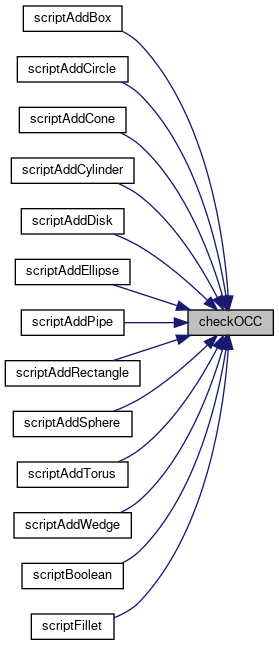 scriptAddBox
scriptAddCircle
scriptAddCone
scriptAddCylinder
scriptAddDisk
scriptAddEllipse
checkOCC
scriptAddPipe
scriptAddRectangle
scriptAddSphere
scriptAddTorus
scriptAddWedge
scriptBoolean
scriptFillet